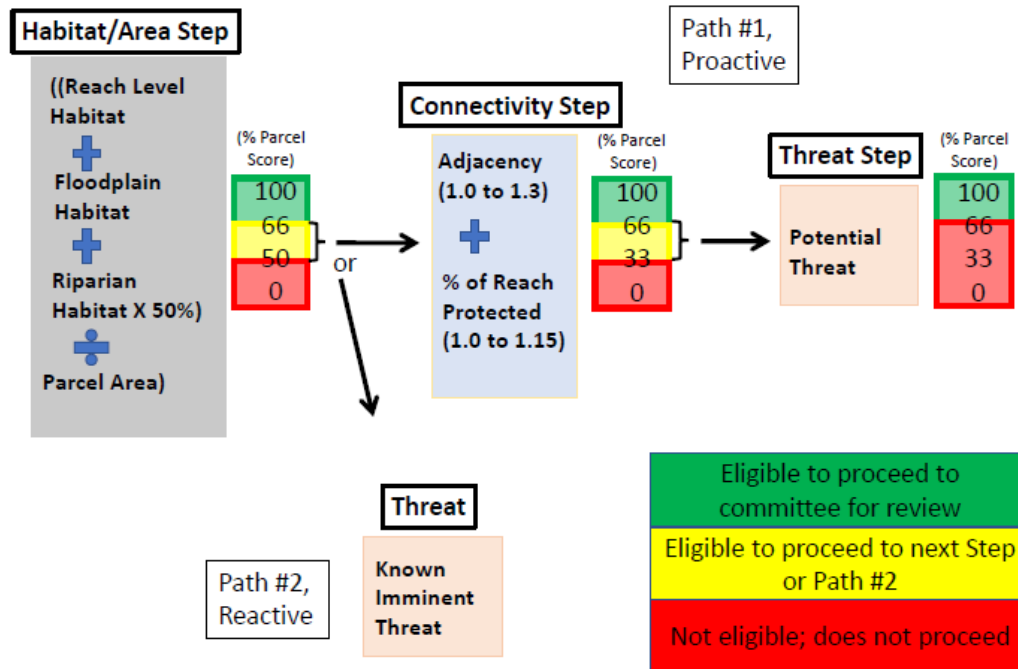 Habitat/Area Step
((Reach Level
Habitat
Floodplain
Habitat
Riparian
Habitat X 50%)
Parcel Area)
(% Parcel
Score)
100
66
50
0
or
Path #1,
Proactive
Connectivity Step
Adjacency
(1.0 to 1.3)
% of Reach
Protected
(1.0 to 1.15)
(% Parcel
Score)
100
66
33
0
Threat Step
Potential
Threat
(% Parcel
Score)
100
66
33
0
Path #2,
Reactive
Threat
Known
Imminent
Threat
Eligible to proceed to
committee for review
Eligible to proceed to next Step
or Path #2
Not eligible; does not proceed